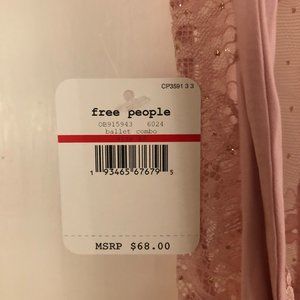 CP3591 3 3
free people
OB915943 6024
ballet combo
1 93465 67679 5
MSRP $68.00